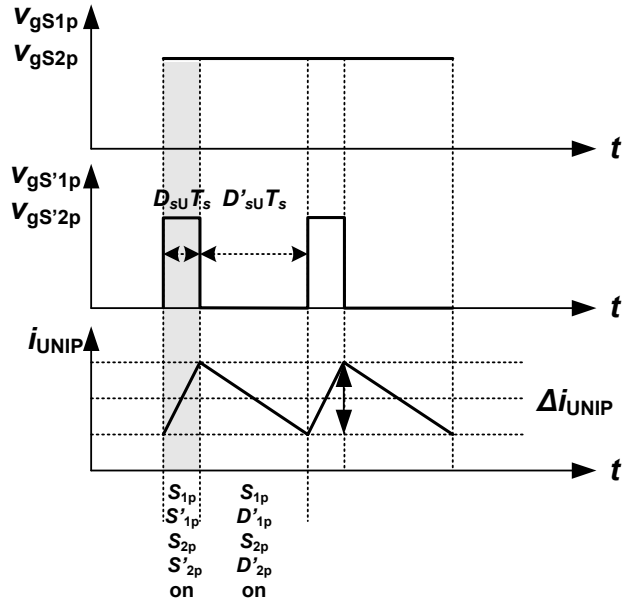 vgS1p
vgS2p
t
vgS'1p
vgS'2p
DsUTs D'sUTs
t
iUNIP
ΔiUNIP
t
S1p S1p
S'1p D'1p
S2p S2p
S'2p D'2p
on on